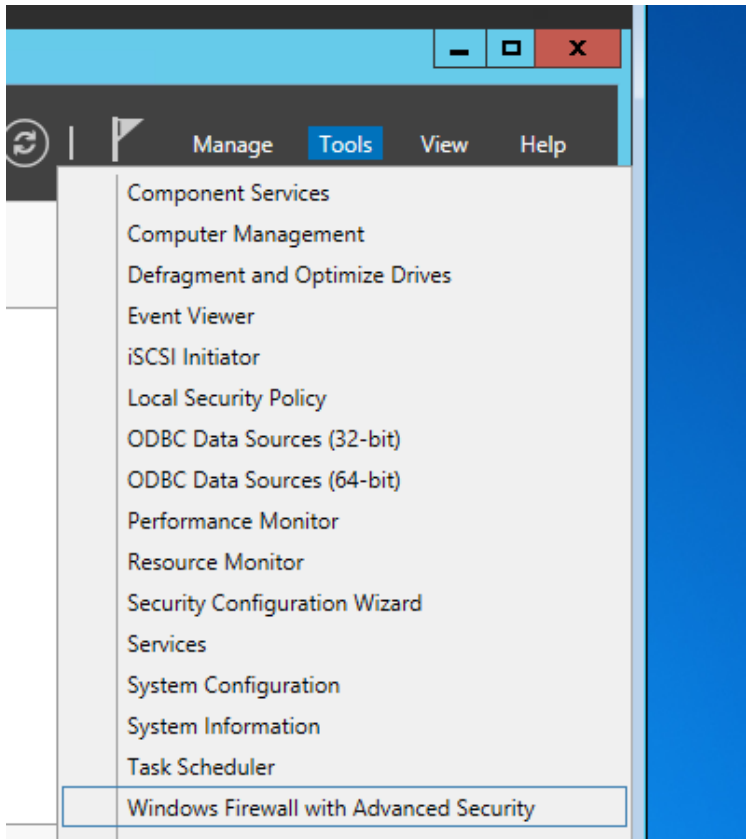 Manage Tools View Help
Component Services
Computer Management
Defragment and Optimize Drives
Event Viewer
iSCSI Initiator
Local Security Policy
ODBC Data Sources (32-bit)
ODBC Data Sources (64-bit)
Performance Monitor
Resource Monitor
Security Configuration Wizard
Services
System Configuration
System Information
Task Scheduler
Windows Firewall with Advanced Security